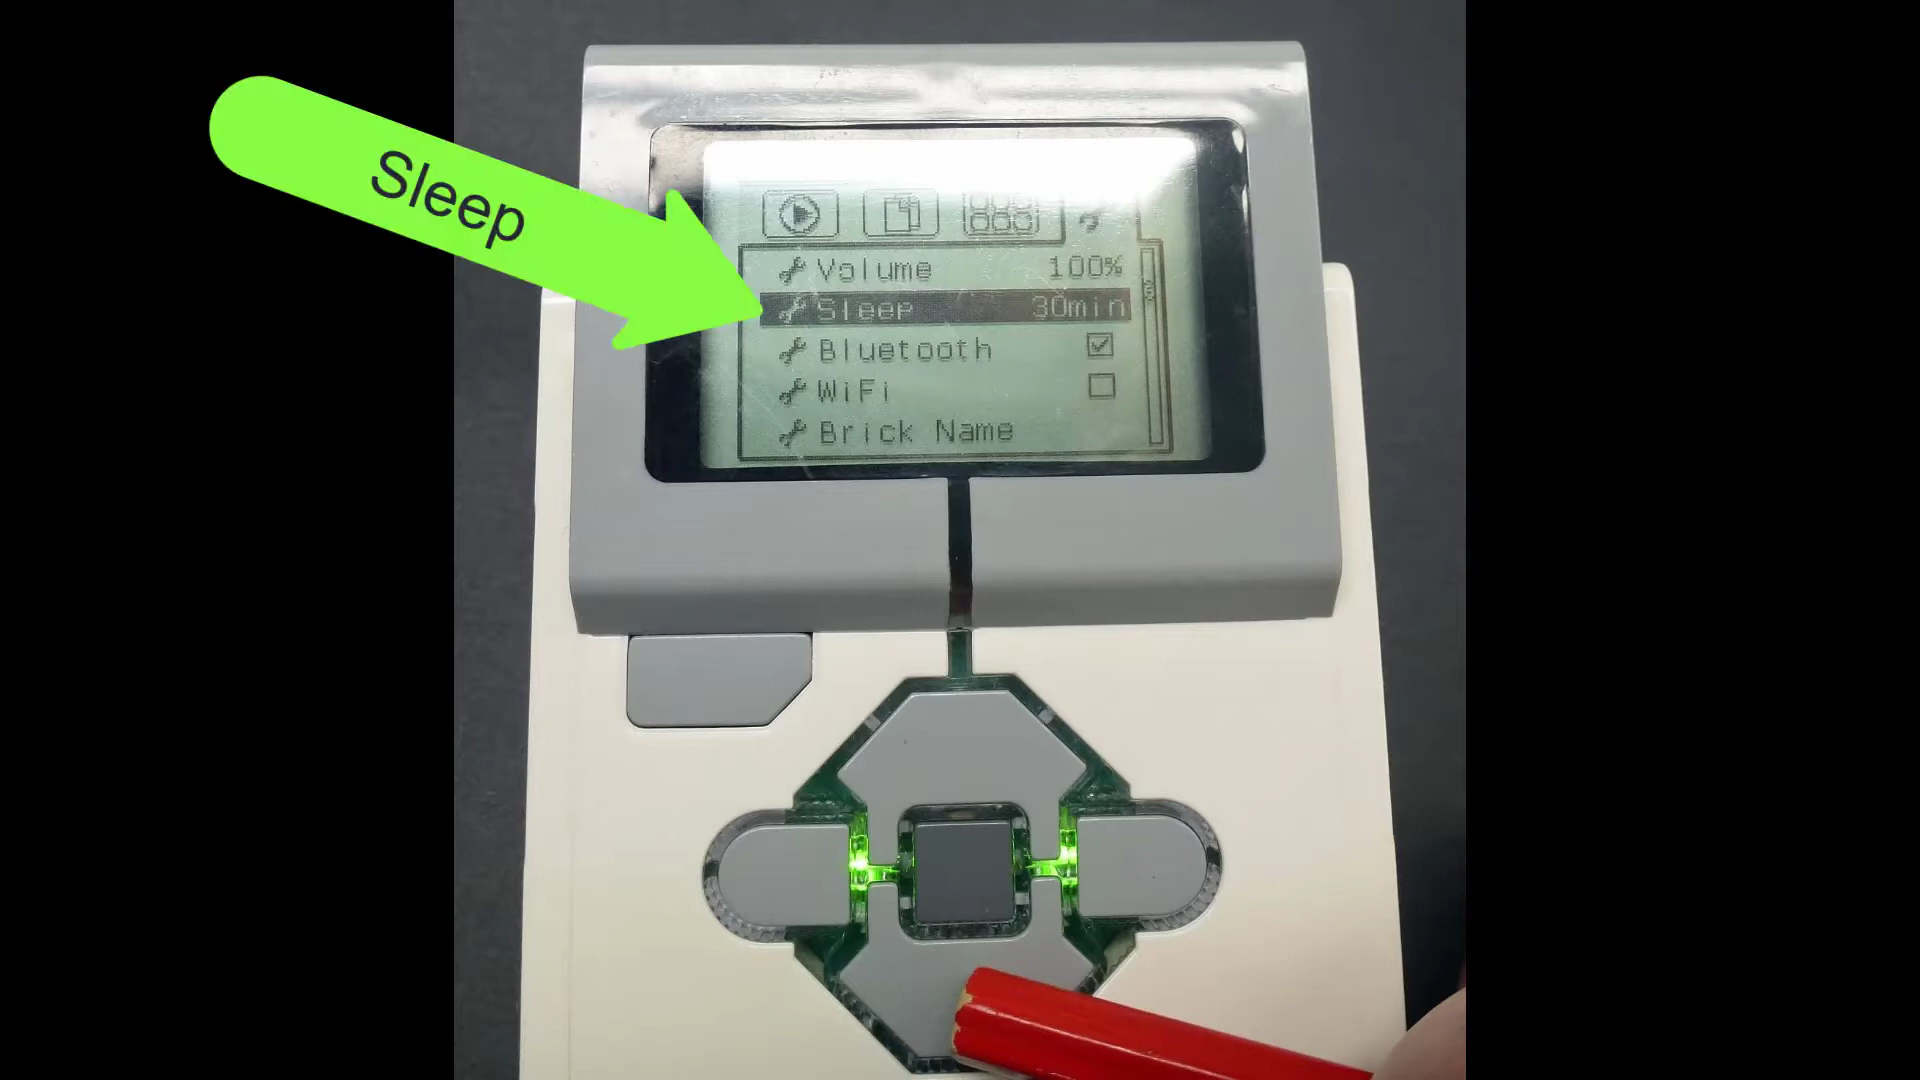 Sleep
Volume 100%
Sleep 30min
Bluetooth
WiFi
Brick Name